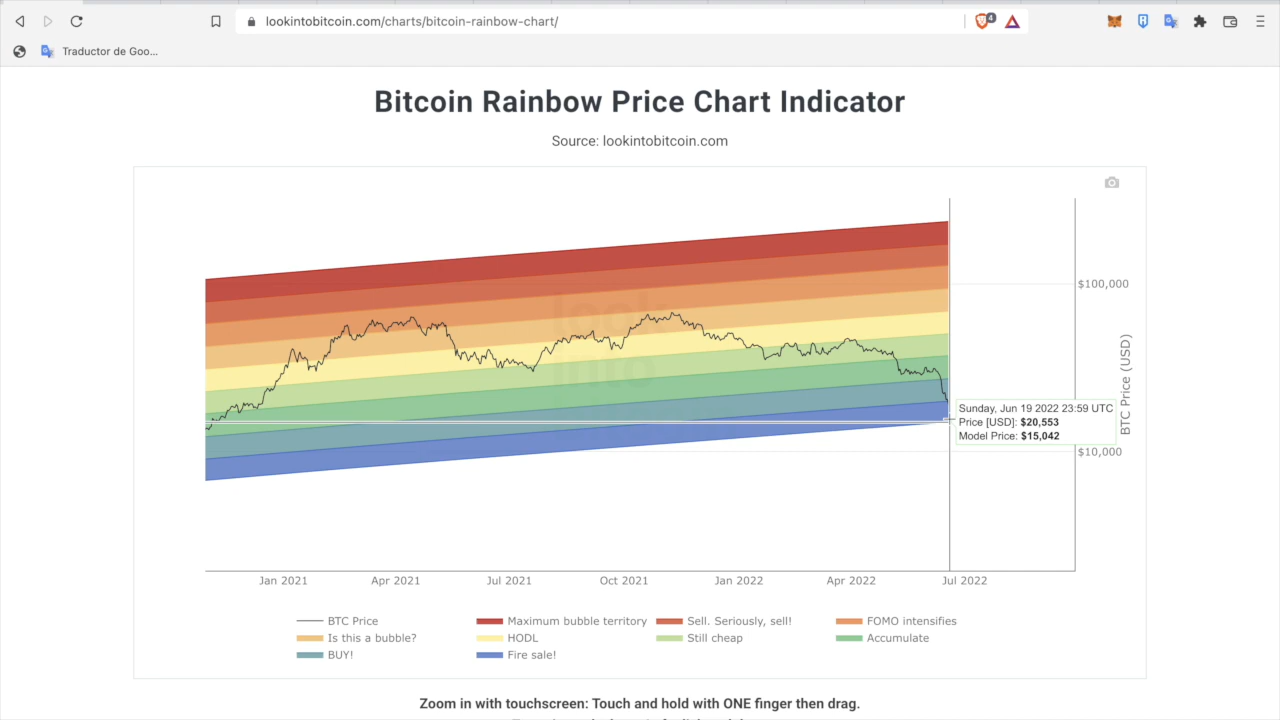 lookintobitcoin.com/charts/bitcoin-rainbow-chart/
4
Traductor de Goo...
Bitcoin Rainbow Price Chart Indicator
Source: lookintobitcoin.com
look
into
$100,000
Sunday, Jun 19 2022 23:59 UTC
Price [USD]: $20,553
Model Price: $15,042
BTC Price (USD)
$10,000
Jan 2021 Apr 2021 Jul 2021 Oct 2021 Jan 2022 Apr 2022 Jul 2022
BTC Price Maximum bubble territory Sell. Seriously, sell! FOMO intensifies
Is this a bubble? HODL Still cheap Accumulate
BUY! Fire sale!
Zoom in with touchscreen: Touch and hold with ONE finger then drag.